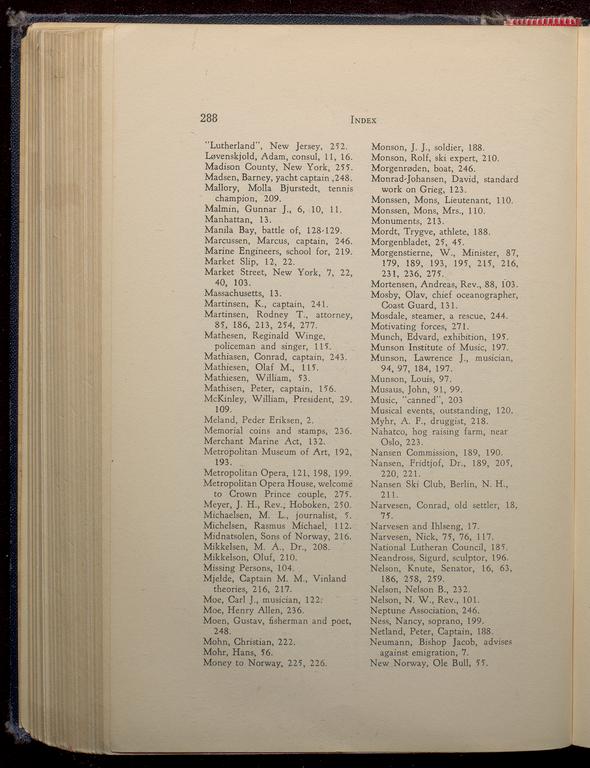 288
INDEX
"Lutherland", New Jersey, 252.
Løvenskjold, Adam, consul, 11, 16.
Madison County, New York, 255.
Madsen, Barney, yacht captain ,248.
Mallory, Molla Bjurstedt, tennis
champion, 209.
Malmin, Gunnar J., 6, 10, 11.
Manhattan, 13.
Manila Bay, battle of, 128-129.
Marcussen, Marcus, captain, 246.
Marine Engineers, school for, 219.
Market Slip, 12, 22.
Market Street, New York, 7, 22,
40, 103.
Massachusetts, 13.
Martinsen, K., captain, 241.
Martinsen, Rodney T., attorney,
85, 186, 213, 254, 277.
Mathesen, Reginald Winge,
policeman and singer, 115.
Mathiasen, Conrad, captain, 243.
Mathiesen, Olaf M., 115.
Mathiesen, William, 53.
Mathisen, Peter, captain, 156.
McKinley, William, President, 29.
109.
Meland, Peder Eriksen, 2.
Memorial coins and stamps, 236.
Merchant Marine Act, 132.
Metropolitan Museum of Art, 192,
193.
Metropolitan Opera, 121, 198, 199.
Metropolitan Opera House, welcome
to Crown Prince couple, 275.
Meyer, J. H., Rev., Hoboken, 250.
Michaelsen, M. L., journalist, 5.
Michelsen, Rasmus Michael, 112.
Midnatsolen, Sons of Norway, 216.
Mikkelsen, M. A., Dr., 208.
Mikkelson, Oluf, 210.
Missing Persons, 104.
Mjelde, Captain M. M., Vinland
theories, 216, 217.
Moe, Carl J., musician, 122.
Moe, Henry Allen, 236.
Moen, Gustav, fisherman and poet,
248.
Mohn, Christian, 222.
Mohr, Hans, 56.
Money to Norway, 225, 226.
Monson, J. J., soldier, 188.
Monson, Rolf, ski expert, 210.
Morgenrøden, boat, 246.
Monrad-Johansen, David, standard
work on Grieg, 123.
Monssen, Mons, Lieutenant, 110.
Monssen, Mons, Mrs., 110.
Monuments, 213.
Mordt, Trygve, athlete, 188.
Morgenbladet, 25, 45.
Morgenstierne, W., Minister, 87,
179, 189, 193, 195, 215, 216,
231, 236, 275.
Mortensen, Andreas, Rev., 88, 103.
Mosby, Olav, chief oceanographer,
Coast Guard, 131.
Mosdale, steamer, a rescue, 244.
Motivating forces, 271.
Munch, Edvard, exhibition, 195.
Munson Institute of Music, 197.
Munson, Lawrence J., musician,
94, 97, 184, 197.
Munson, Louis, 97.
Musaus, John, 91, 99.
Music, "canned", 203
Musical events, outstanding, 120.
Myhr, A. F., druggist, 218.
Nahatco, hog raising farm, near
Oslo, 223.
Nansen Commission, 189, 190.
Nansen, Fridtjof, Dr., 189, 205,
220, 221.
Nansen Ski Club, Berlin, N. H.,
211.
Narvesen, Conrad, old settler, 18,
75.
Narvesen and Ihlseng, 17.
Narvesen, Nick, 75, 76, 117.
National Lutheran Council, 185.
Neandross, Sigurd, sculptor, 196.
Nelson, Knute, Senator, 16, 63,
186, 258, 259.
Nelson, Nelson B., 232.
Nelson, N. W., Rev., 101.
Neptune Association, 246.
Ness, Nancy, soprano, 199.
Netland, Peter, Captain, 188.
Neumann, Bishop Jacob, advises
against emigration, 7.
New Norway, Ole Bull, 55.